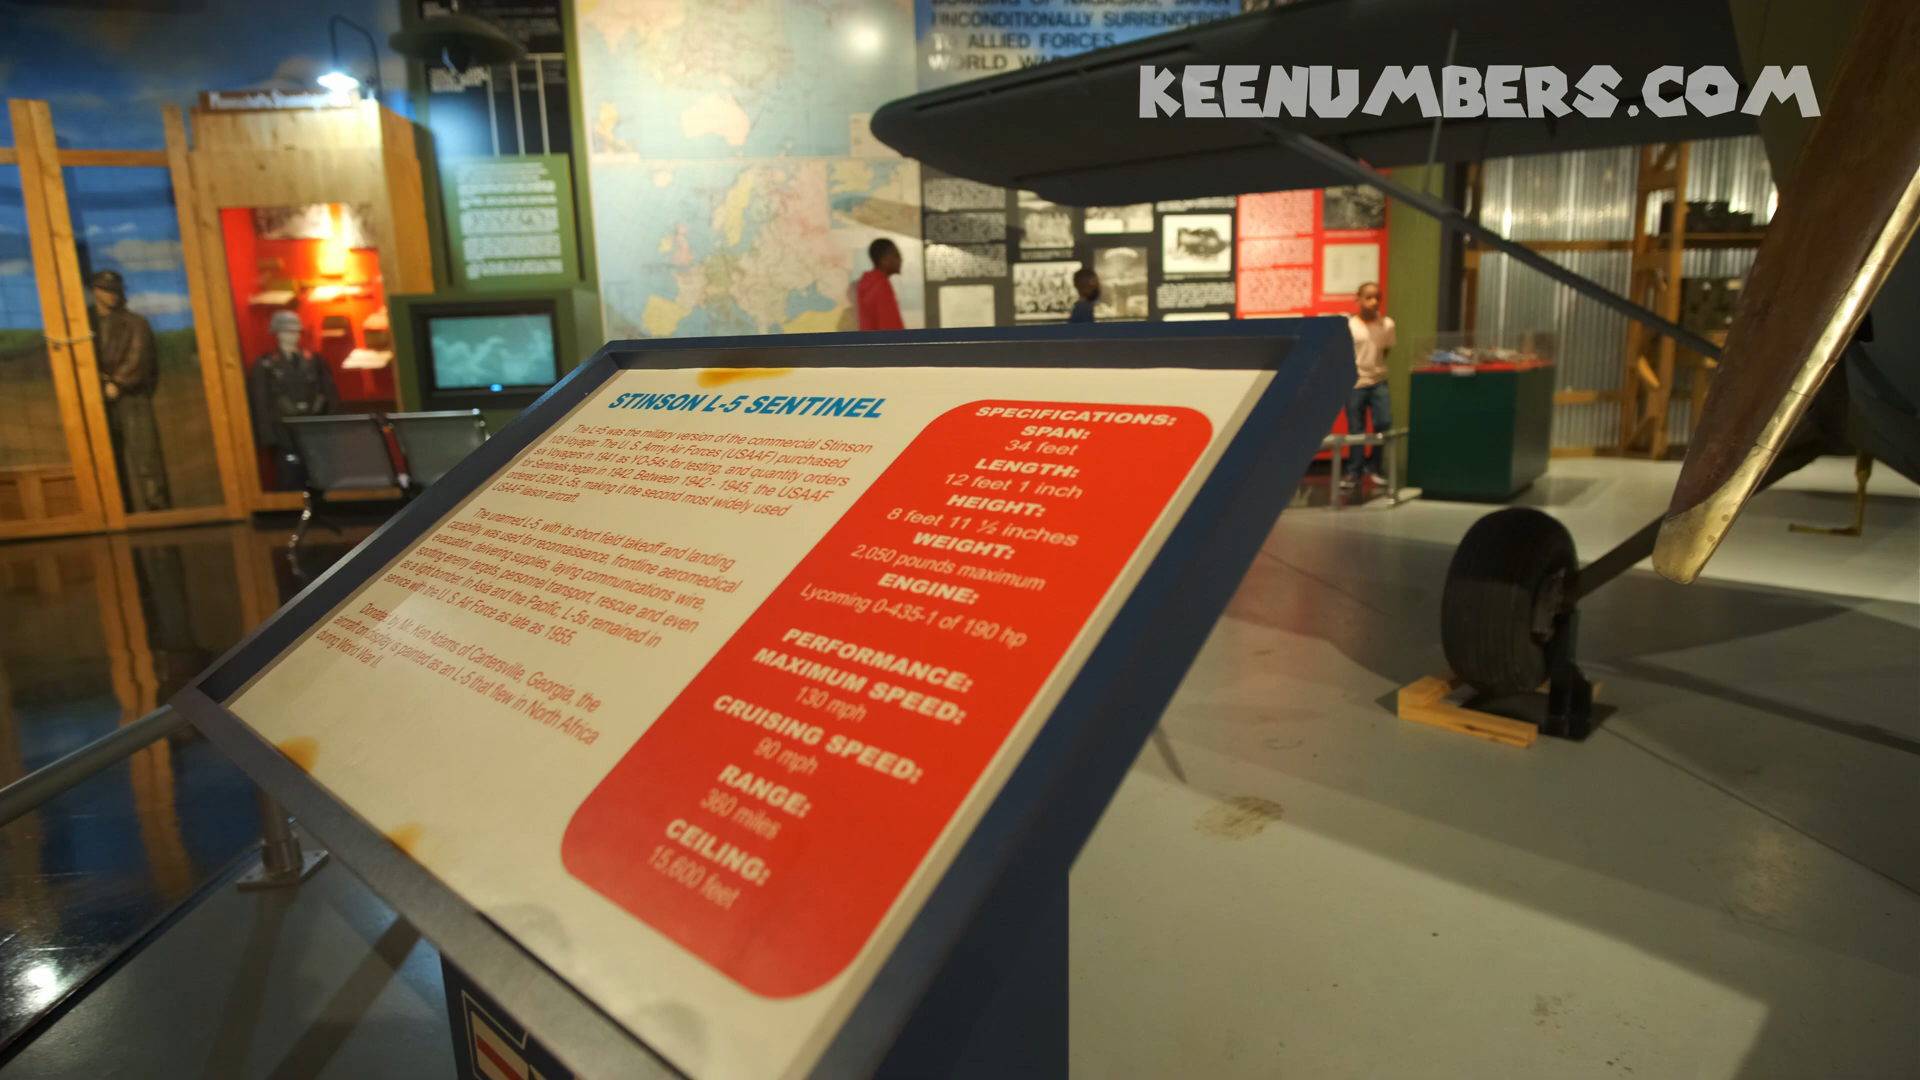 BOMBING OF NAGASAKI, JAPAN
UNCONDITIONALLY SURRENDERED
TO ALLIED FORCES
WORLD WAR
KEENUMBERS.COM
STINSON L-5 SENTINEL
The L-5 was the military version of the commercial Stinson
105 Voyager. The U. S. Army Air Forces (USAAF) purchased
six Voyagers in 1941 as YO-54s for testing, and quantity orders
for Sentinels began in 1942. Between 1942 - 1945, the USAAF
ordered 3,590 L-5s, making it the second most widely used
USAAF liaison aircraft.
The unarmed L-5, with its short field takeoff and landing
capability, was used for reconnaissance, frontline aeromedical
evacuation, delivering supplies, laying communications wire,
spotting enemy targets, personnel transport, rescue and even
as a light bomber. In Asia and the Pacific, L-5s remained in
service with the U. S. Air Force as late as 1955.
Donated by Mr. Ken Adams of Cartersville, Georgia, the
aircraft on display is painted as an L-5 that flew in North Africa
during World War II.
SPECIFICATIONS:
SPAN:
34 feet
LENGTH:
12 feet 1 inch
HEIGHT:
8 feet 11 ½ inches
WEIGHT:
2,050 pounds maximum
ENGINE:
Lycoming 0-435-1 of 190 hp
PERFORMANCE:
MAXIMUM SPEED:
130 mph
CRUISING SPEED:
90 mph
RANGE:
360 miles
CEILING:
15,600 feet